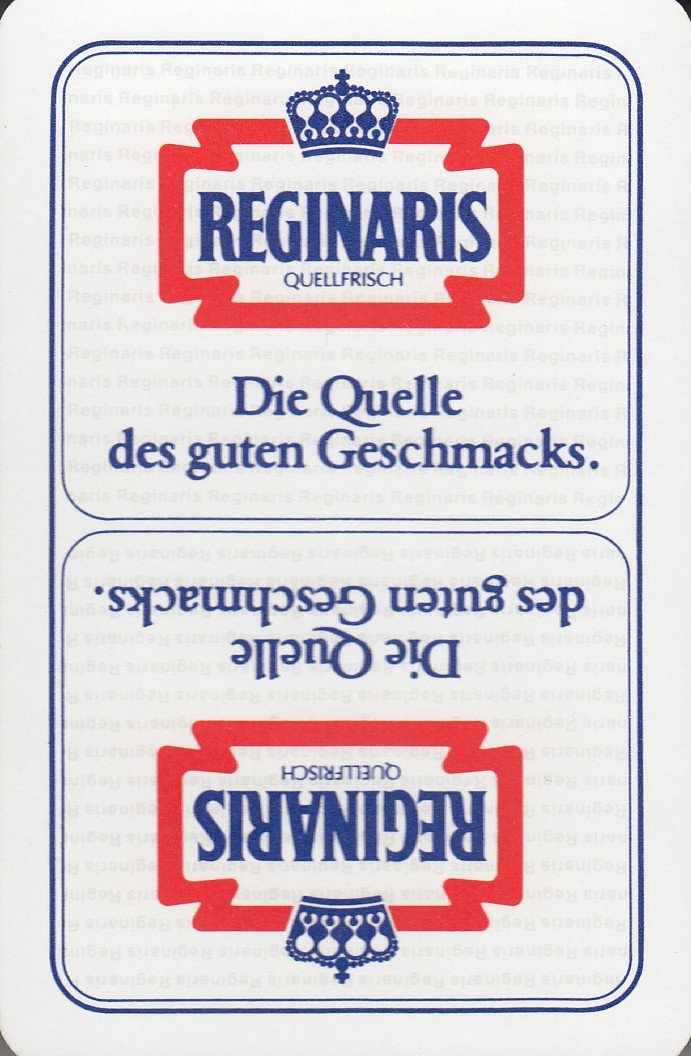 REGINARIS
QUELLFRISCH
Die Quelle
des guten Geschmacks.
des guten Geschmacks.
Die Quelle
QUELLFRISCH
REGINARIS